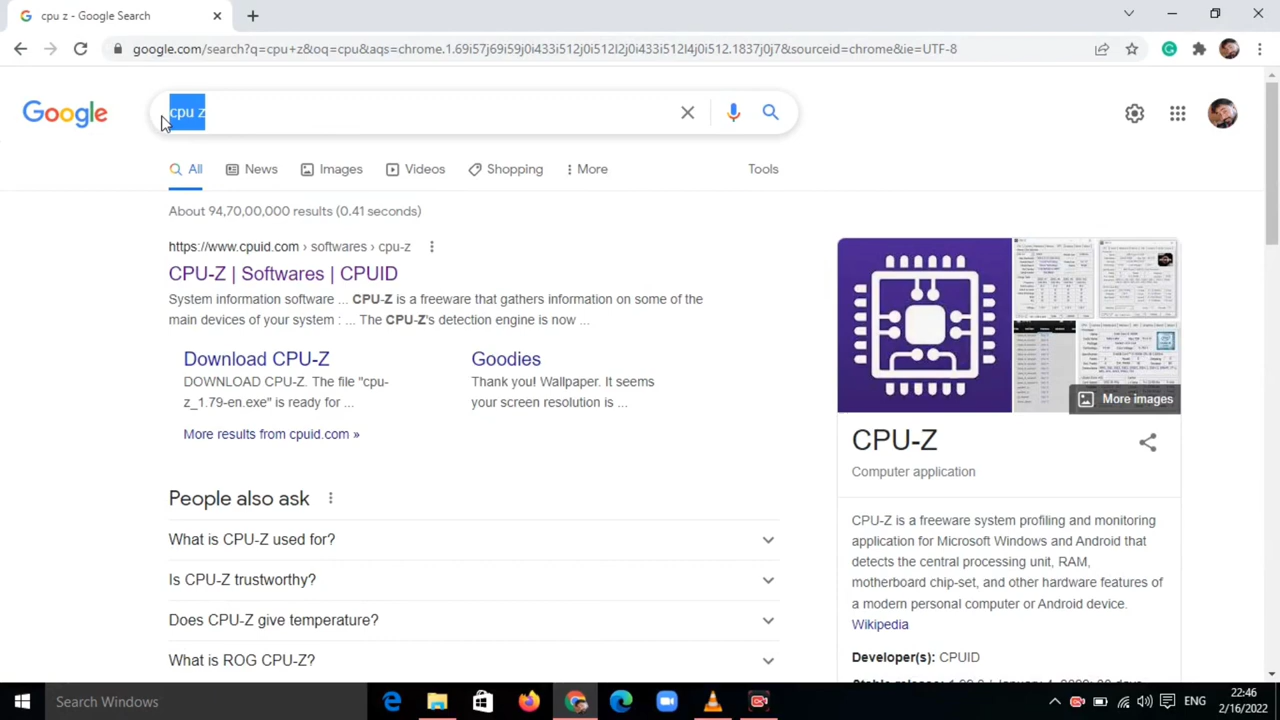 cpu z - Google Search
google.com/search?q=cpu+z&oq=cpu&aqs=chrome.1.69i57j69i59j0i433i512j0i512l2j0i433i512l4j0i512.1837j0j7&sourceid=chrome&ie=UTF-8
Google
cpu z
All
News
Images
Videos
Shopping
More
Tools
About 94,70,00,000 results (0.41 seconds)
https://www.cpuid.com › softwares › cpu-z
CPU-Z | Softwares | CPUID
System information software ... CPU-Z is a freeware that gathers information on some of the
main devices of your system
CPUZ
ection engine is now ...
Download CPU-Z
DOWNLOAD CPU-Z. The file "cpu-
z_1.79-en.exe" is ready for
Goodies
Thank you! Wallpaper. It seems
your screen resolution is ...
More results from cpuid.com »
People also ask
What is CPU-Z used for?
Is CPU-Z trustworthy?
Does CPU-Z give temperature?
What is ROG CPU-Z?
More images
CPU-Z
Computer application
CPU-Z is a freeware system profiling and monitoring
application for Microsoft Windows and Android that
detects the central processing unit, RAM,
motherboard chip-set, and other hardware features of
a modern personal computer or Android device.
Wikipedia
Developer(s): CPUID
Search Windows
ENG
22:46
2/16/2022